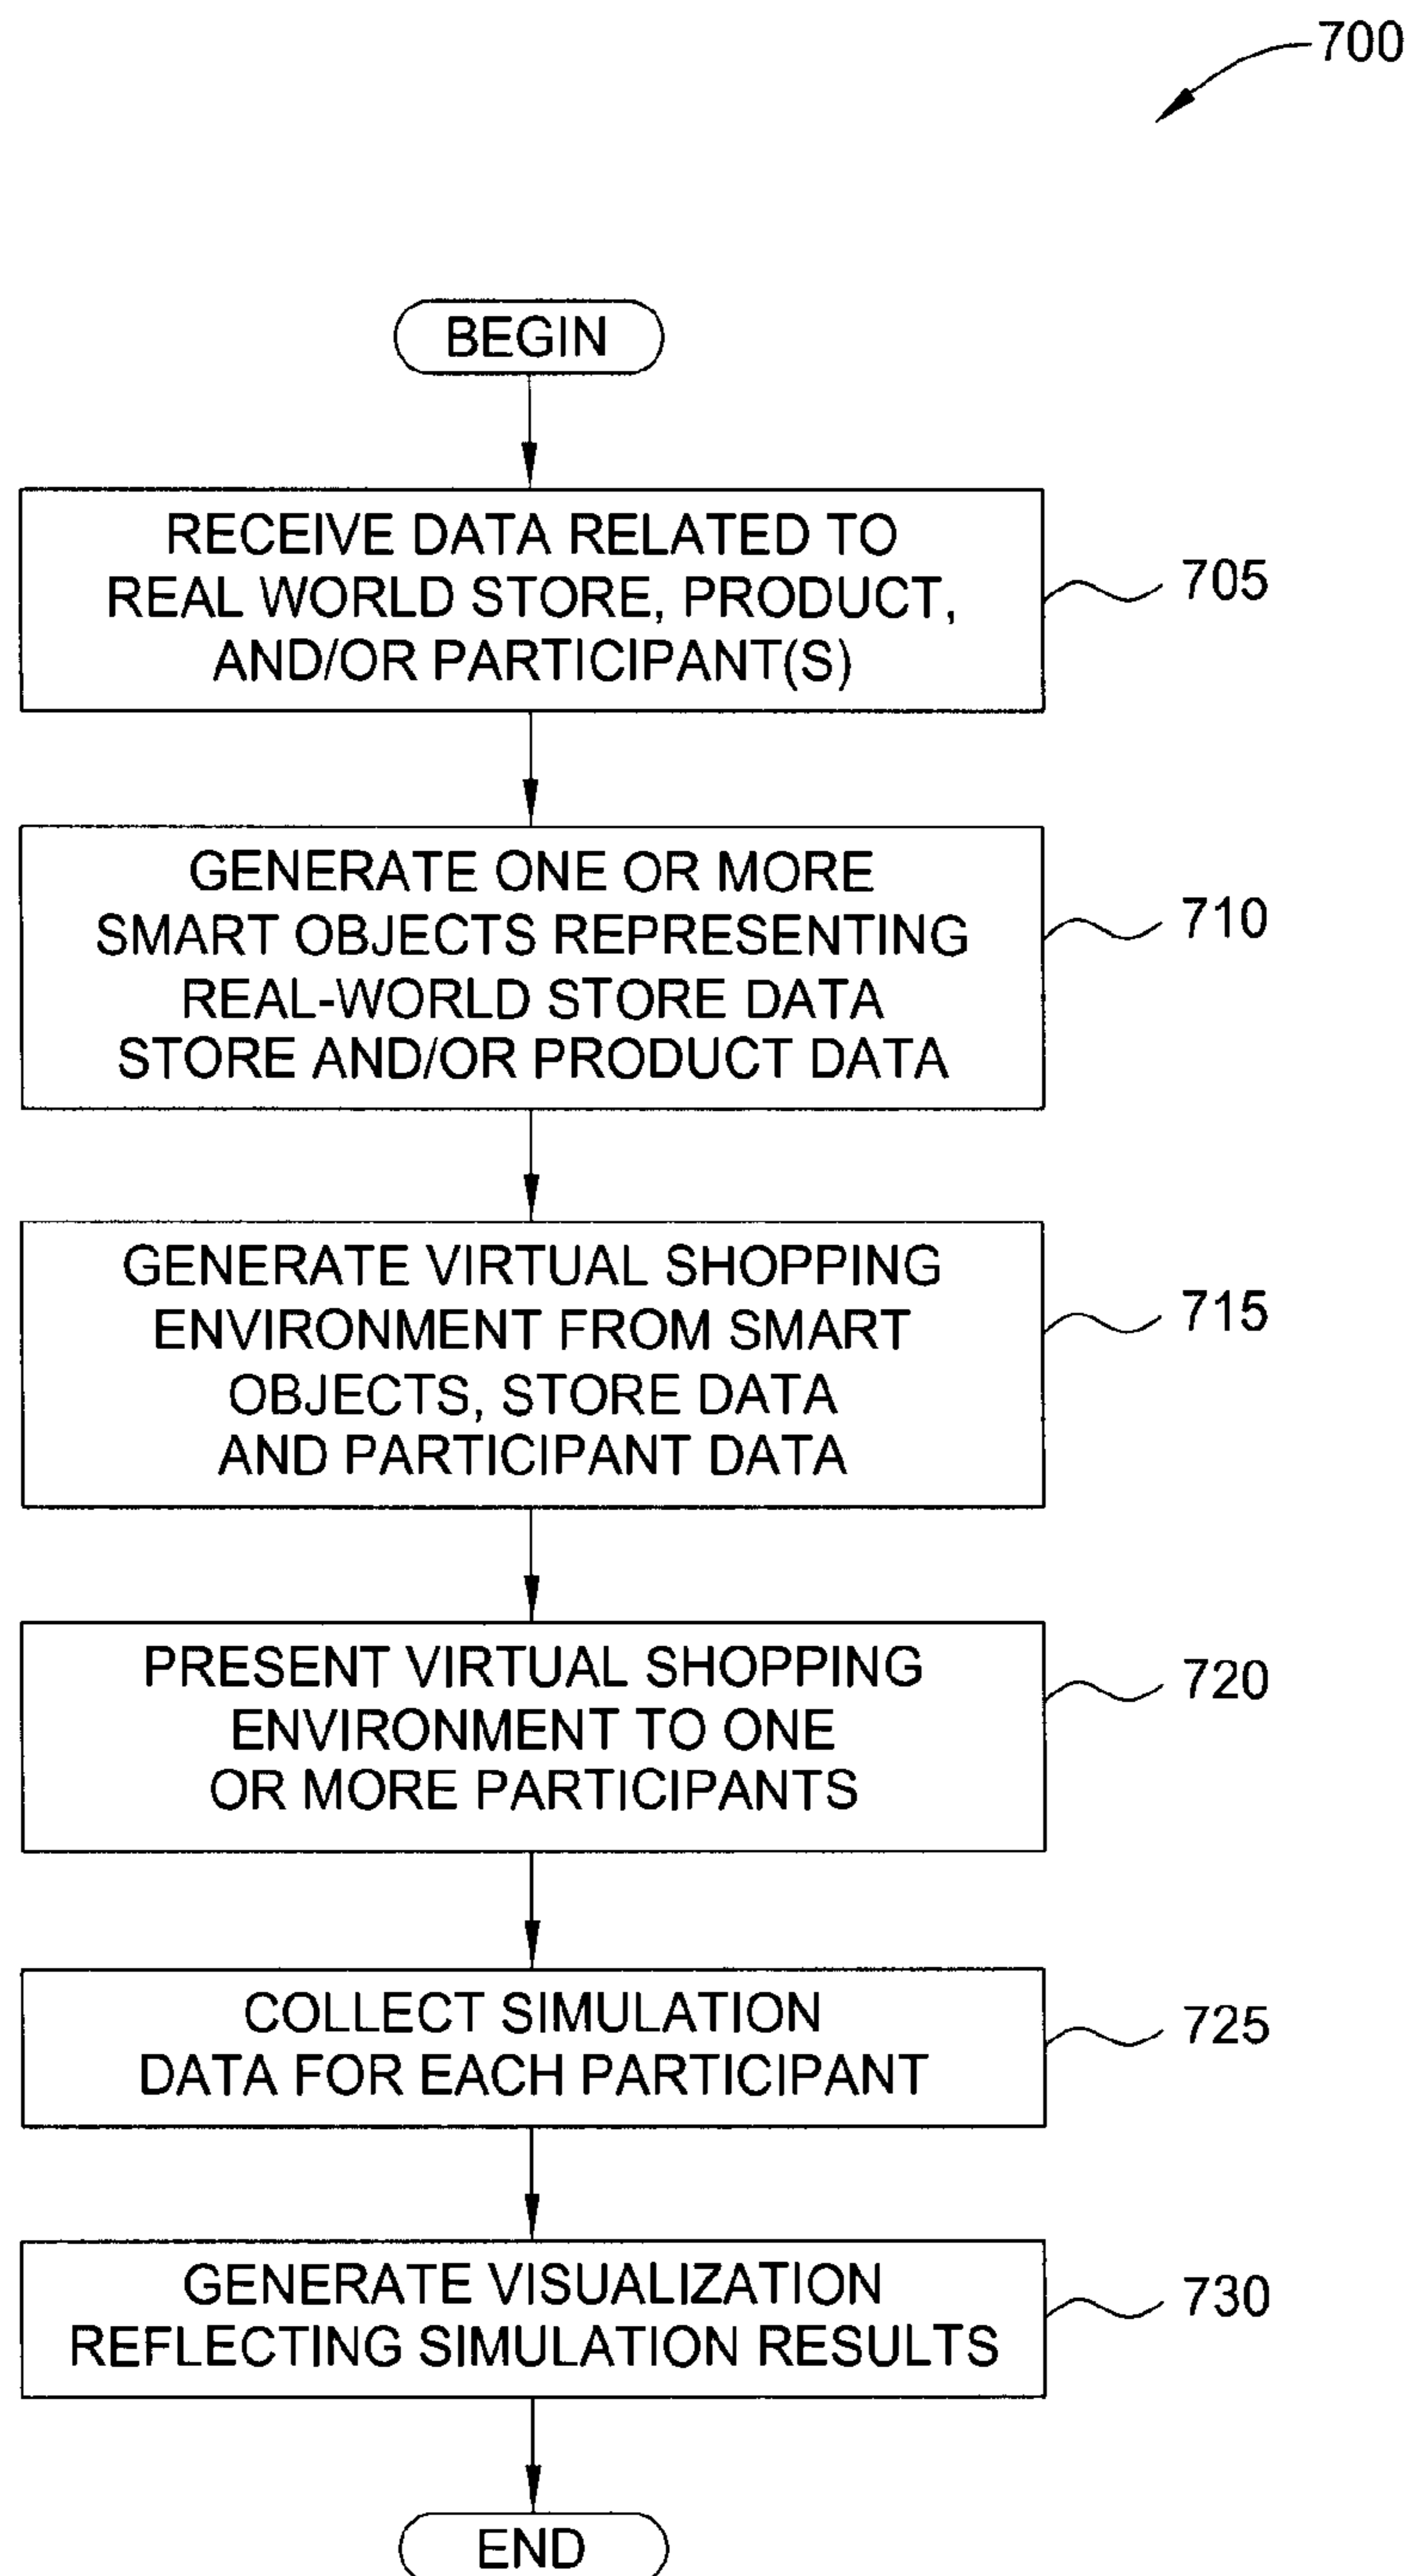 700
BEGIN
RECEIVE DATA RELATED TO
REAL WORLD STORE, PRODUCT,
AND/OR PARTICIPANT(S)
705
GENERATE ONE OR MORE
SMART OBJECTS REPRESENTING
REAL-WORLD STORE DATA
STORE AND/OR PRODUCT DATA
710
GENERATE VIRTUAL SHOPPING
ENVIRONMENT FROM SMART
OBJECTS, STORE DATA
AND PARTICIPANT DATA
715
PRESENT VIRTUAL SHOPPING
ENVIRONMENT TO ONE
OR MORE PARTICIPANTS
720
COLLECT SIMULATION
DATA FOR EACH PARTICIPANT
725
GENERATE VISUALIZATION
REFLECTING SIMULATION RESULTS
730
END